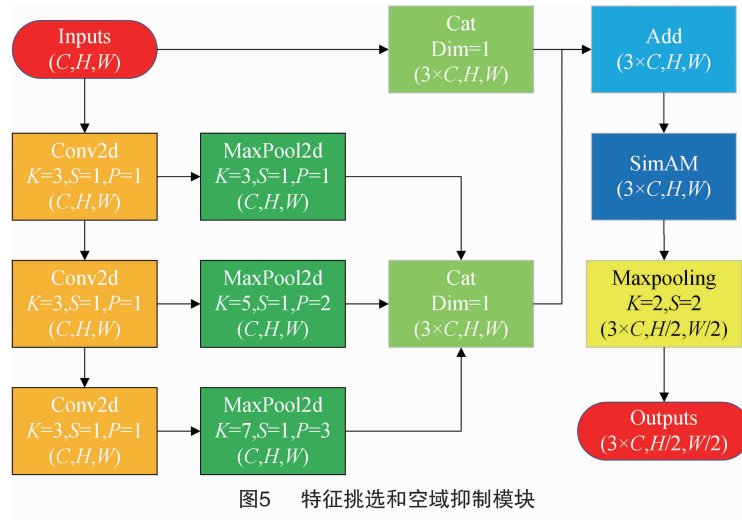 Inputs
(C,H,W)
Cat
Dim=1
(3×C,H,W)
Add
(3×C,H,W)
Conv2d
K=3,S=1,P=1
(C,H,W)
MaxPool2d
K=3,S=1,P=1
(C,H,W)
SimAM
(3×C,H,W)
Conv2d
K=3,S=1,P=1
(C,H,W)
MaxPool2d
K=5,S=1,P=2
(C,H,W)
Cat
Dim=1
(3×C,H,W)
Maxpooling
K=2,S=2
(3×C,H/2,W/2)
Conv2d
K=3,S=1,P=1
(C,H,W)
MaxPool2d
K=7,S=1,P=3
(C,H,W)
Outputs
(3×C,H/2,W/2)
图5 特征挑选和空域抑制模块